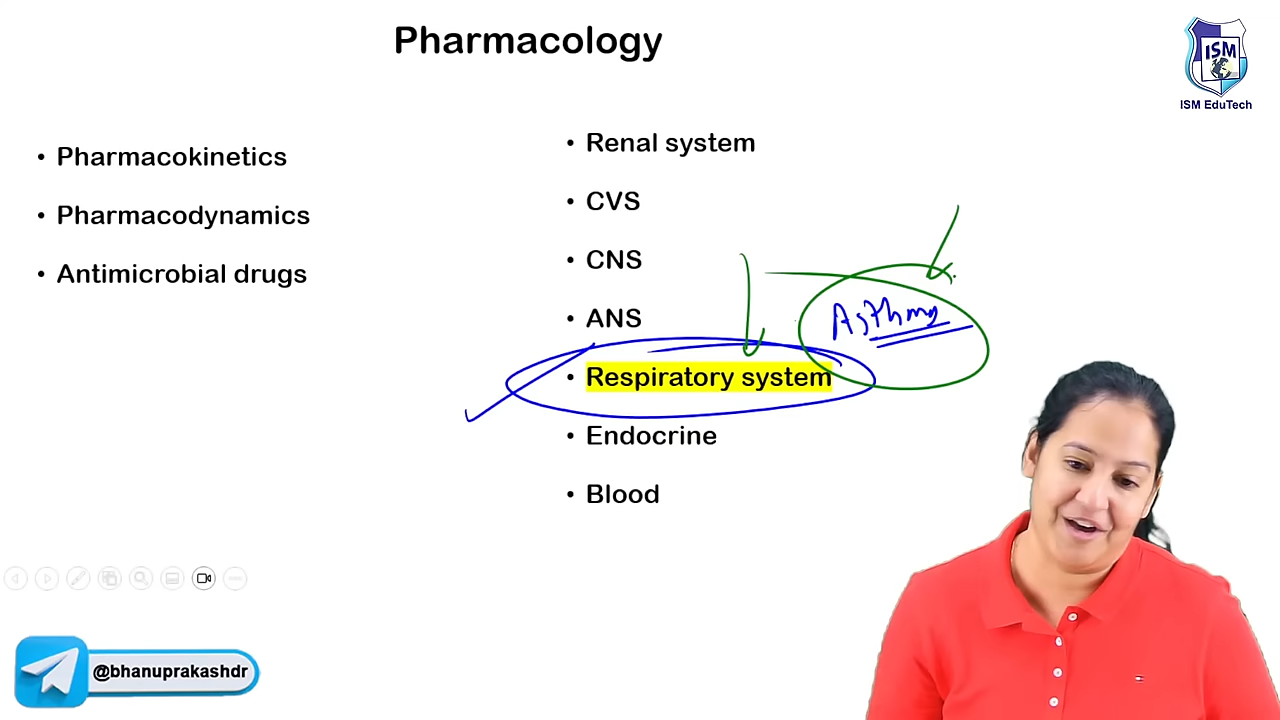 Pharmacology
ISM
ISM EduTech
• Pharmacokinetics
• Pharmacodynamics
• Antimicrobial drugs
• Renal system
• CVS
• CNS
• ANS
Asthma
• Respiratory system
• Endocrine
• Blood
@bhanuprakashdr